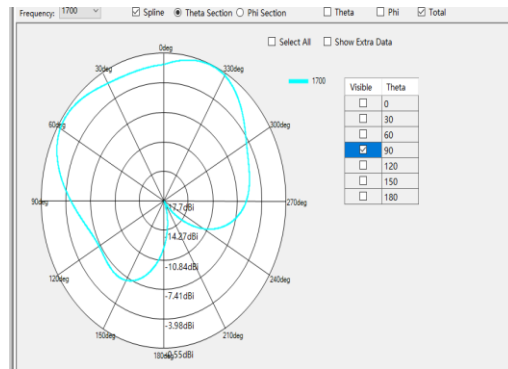 Frequency: 1700 Spline Theta Section Phi Section Theta Phi Total
Select All Show Extra Data
1700
Visible Theta
0
30
60
90
120
150
180
0deg
30deg
330deg
60deg
300deg
90deg
270deg
120deg
240deg
150deg
210deg
180deg
-17.7dBi
-14.27dBi
-10.84dBi
-7.41dBi
-3.98dBi
-0.55dBi